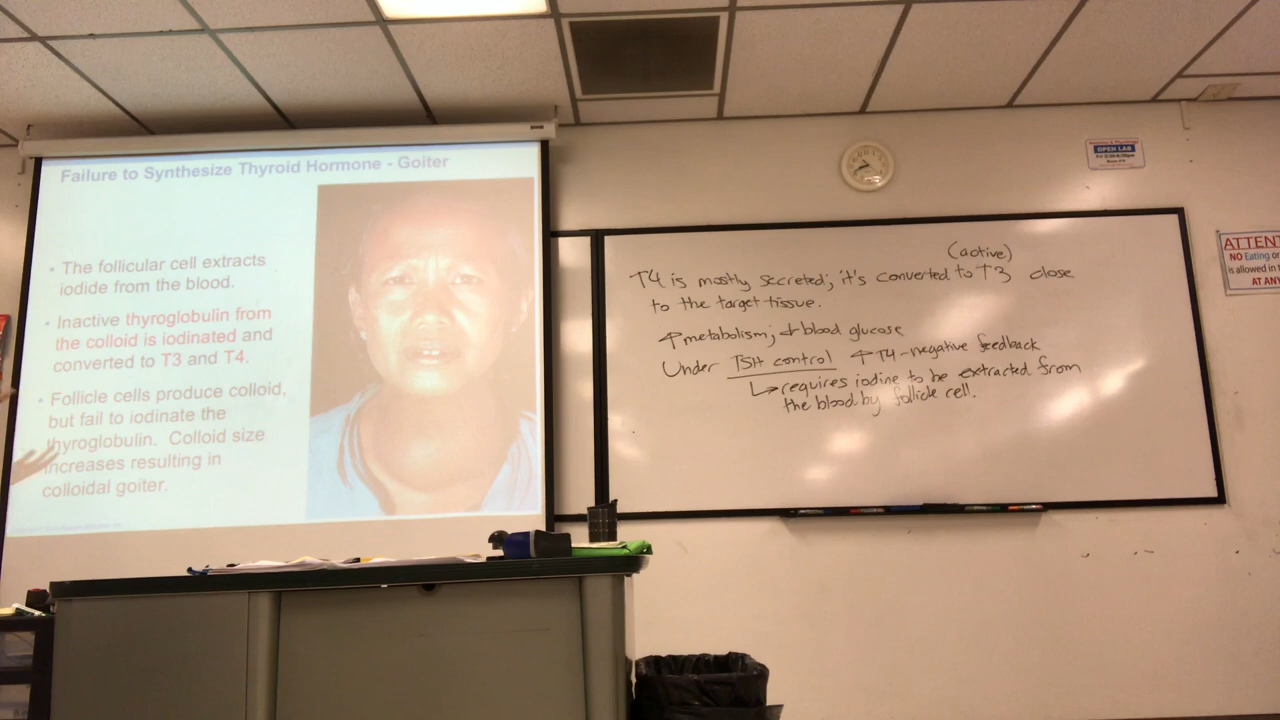 Failure to Synthesize Thyroid Hormone - Goiter
• The follicular cell extracts
iodide from the blood.
• Inactive thyroglobulin from
the colloid is iodinated and
converted to T3 and T4.
• Follicle cells produce colloid,
but fail to iodinate the
thyroglobulin. Colloid size
increases resulting in
colloidal goiter.
(active)
T4 is mostly secreted; it's converted to T3 close
to the target tissue.
↑ metabolism; ↓ blood glucose
Under TSH control ↑ T4 - negative feedback
↳ requires iodine to be extracted from
the blood by follicle cell.
OPEN LAB
ATTENT
NO Eating or
is allowed in t
AT ANY